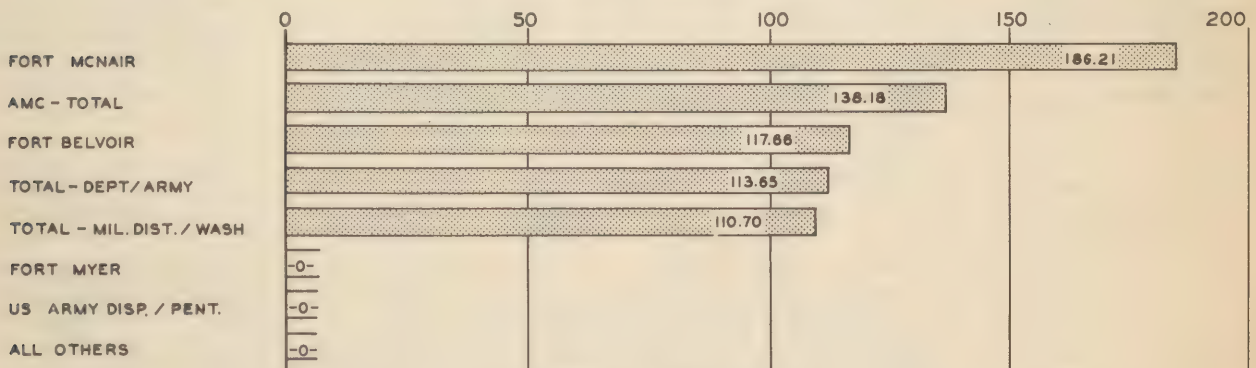 0 50 100 150 200
FORT MCNAIR 186.21
AMC-TOTAL 138.18
FORT BELVOIR 117.66
TOTAL-DEPT/ARMY 113.65
TOTAL - MIL. DIST. / WASH 110.70
FORT MYER -0-
US ARMY DISP. / PENT. -0-
ALL OTHERS -0-